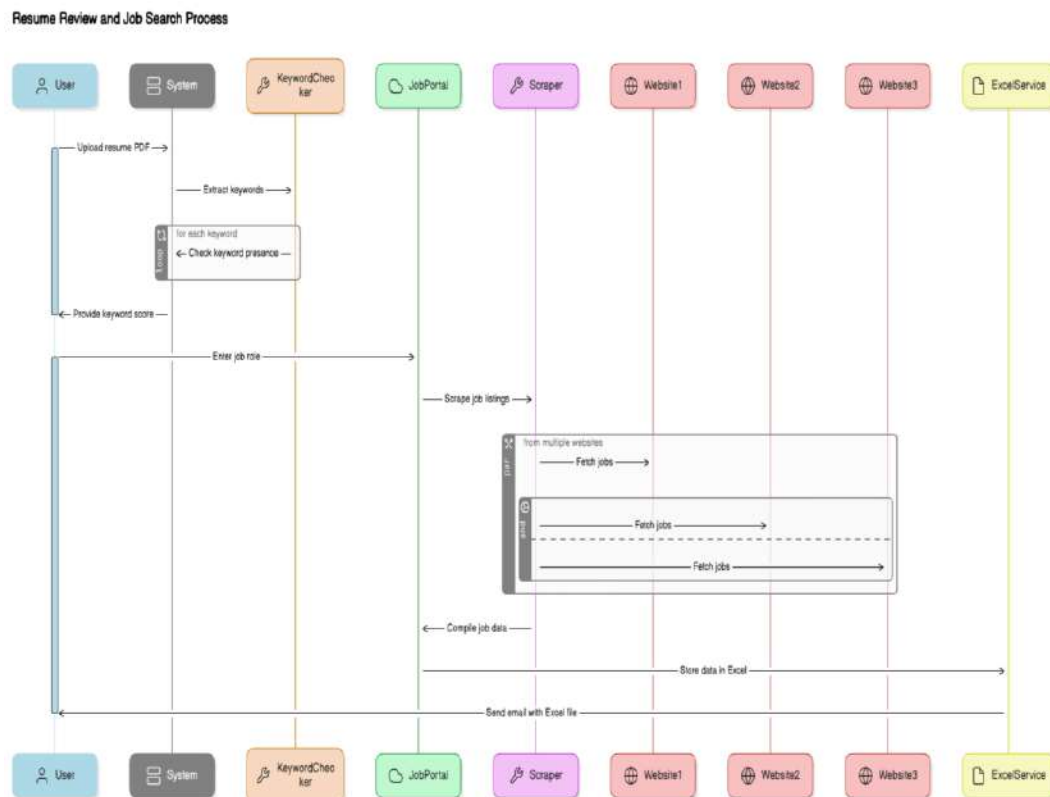 Resume Review and Job Search Process
User
System
KeywordChec
ker
JobPortal
Scraper
Website1
Website2
Website3
ExcelService
Upload resume PDF
Extract keywords
Loop
for each keyword
Check keyword presence
Provide keyword score
Enter job role
Scrape job listings
par
from multiple websites
Fetch jobs
and
Fetch jobs
Fetch jobs
Compile job data
Store data in Excel
Send email with Excel file
User
System
KeywordChec
ker
JobPortal
Scraper
Website1
Website2
Website3
ExcelService